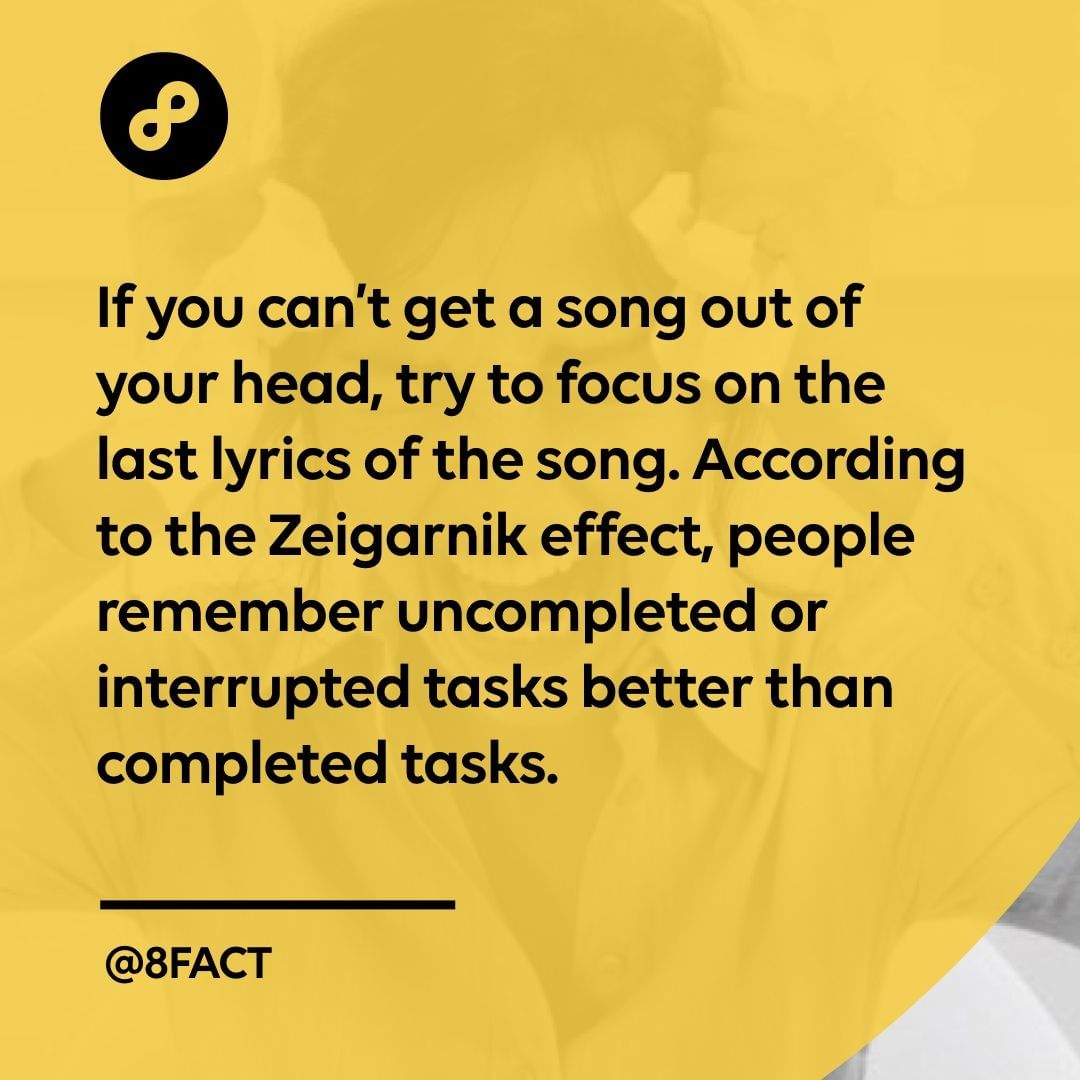 If you can't get a song out of
your head, try to focus on the
last lyrics of the song. According
to the Zeigarnik effect, people
remember uncompleted or
interrupted tasks better than
completed tasks.
@8FACT